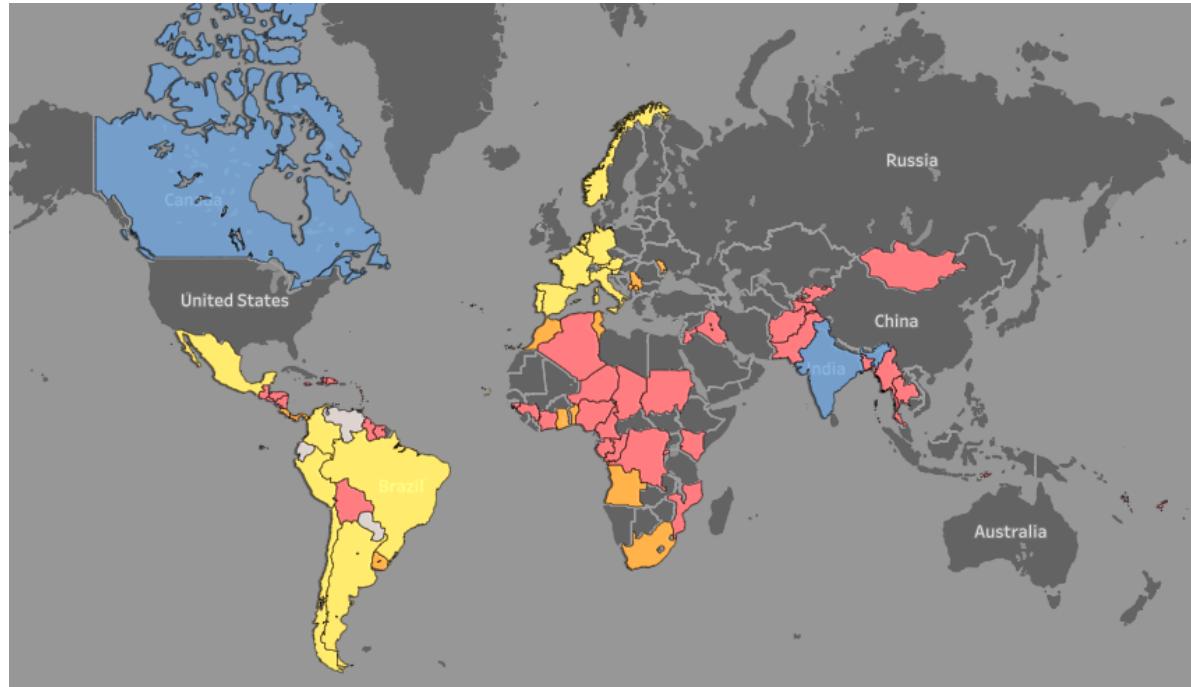 Russia
Canada
United States
China
India
Brazil
Australia